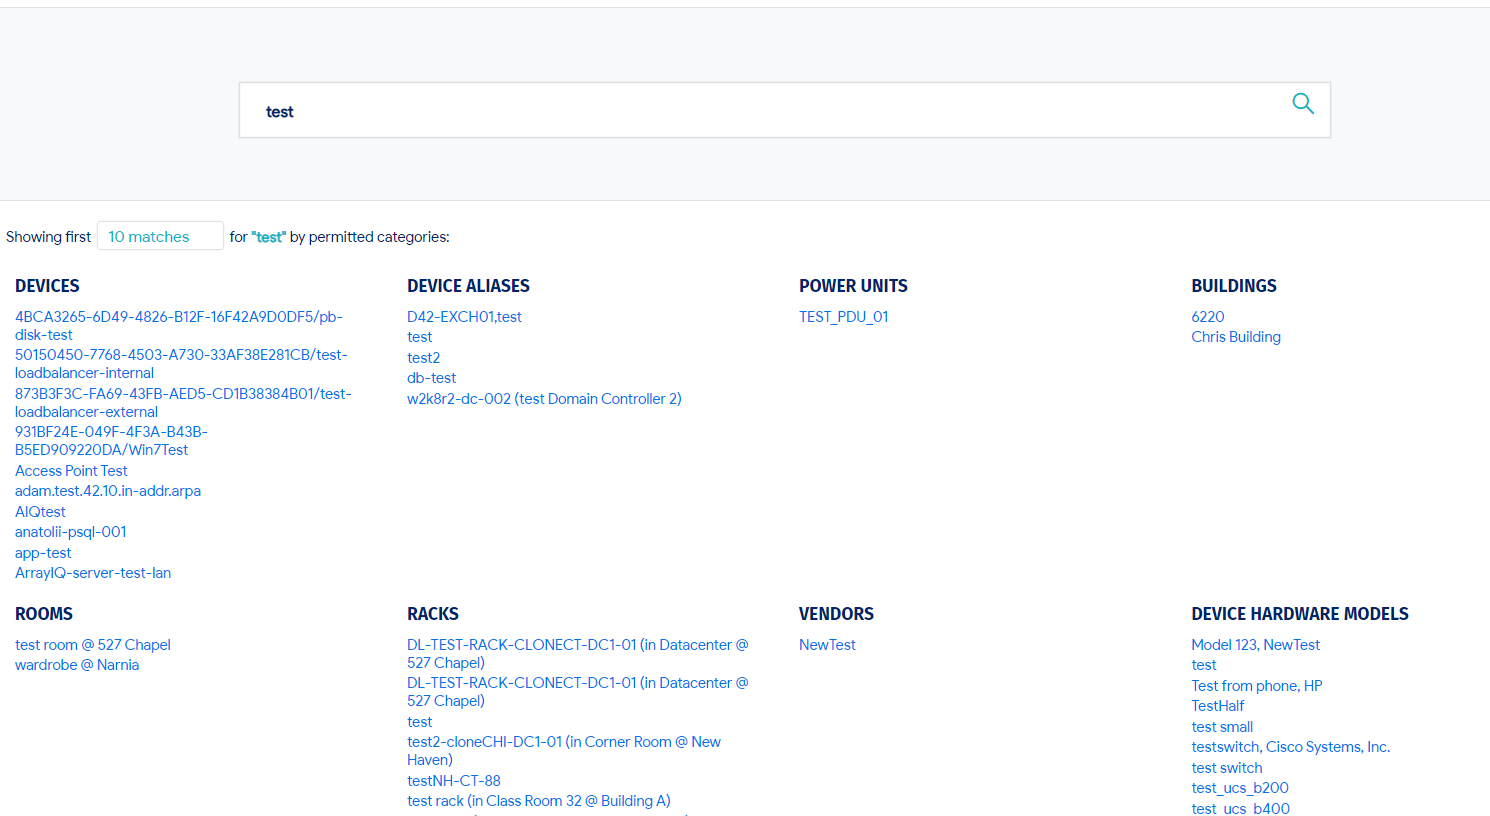 test
Showing first 10 matches for "test" by permitted categories:
DEVICES
4BCA3265-6D49-4826-B12F-16F42A9D0DF5/pb-
disk-test
50150450-7768-4503-A730-33AF38E281CB/test-
loadbalancer-internal
873B3F3C-FA69-43FB-AED5-CD1B38384B01/test-
loadbalancer-external
931BF24E-049F-4F3A-B43B-
B5ED909220DA/Win7Test
Access Point Test
adam.test.42.10.in-addr.arpa
AIQtest
anatolii-psql-001
app-test
ArrayIQ-server-test-lan
DEVICE ALIASES
D42-EXCH01,test
test
test2
db-test
w2k8r2-dc-002 (test Domain Controller 2)
POWER UNITS
TEST_PDU_01
BUILDINGS
6220
Chris Building
ROOMS
test room @ 527 Chapel
wardrobe @ Narnia
RACKS
DL-TEST-RACK-CLONECT-DC1-01 (in Datacenter @
527 Chapel)
DL-TEST-RACK-CLONECT-DC1-01 (in Datacenter @
527 Chapel)
test
test2-cloneCHI-DC1-01 (in Corner Room @ New
Haven)
testNH-CT-88
test rack (in Class Room 32 @ Building A)
VENDORS
NewTest
DEVICE HARDWARE MODELS
Model 123, NewTest
test
Test from phone, HP
TestHalf
test small
testswitch, Cisco Systems, Inc.
test switch
test_ucs_b200
test_ucs_b400